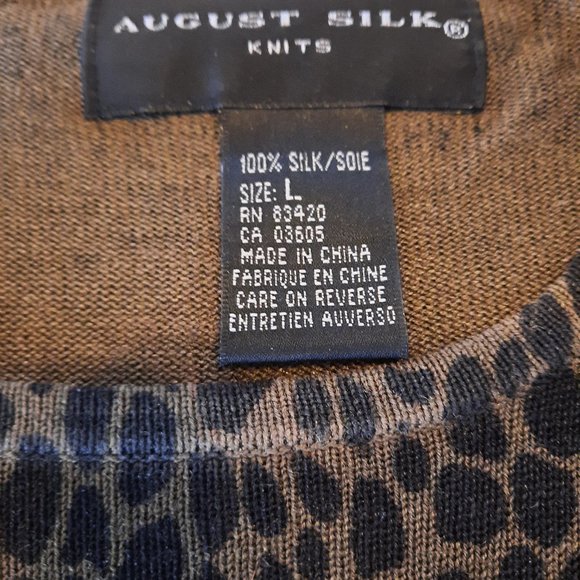 AUGUST SILK®
KNITS
100% SILK/SOIE
SIZE: L
RN 83420
CA 03605
MADE IN CHINA
FABRIQUE EN CHINE
CARE ON REVERSE
ENTRETIEN AUVERSO